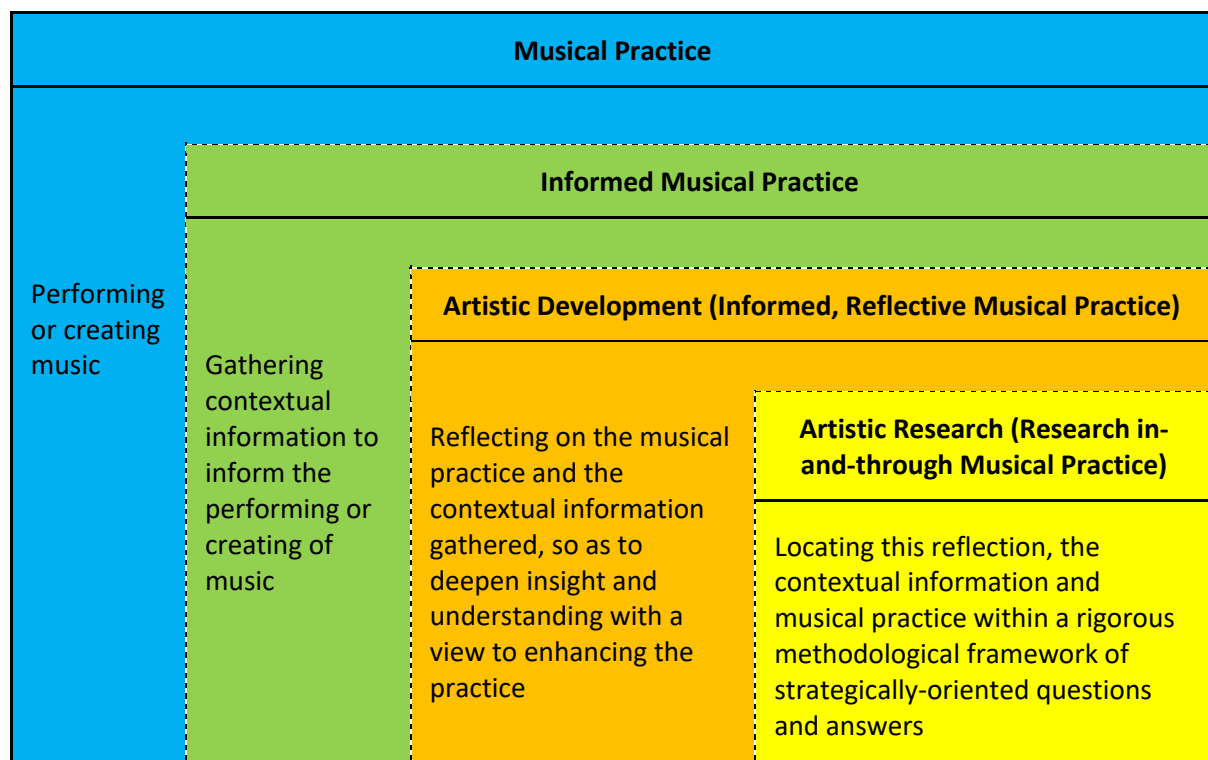 Musical Practice
Informed Musical Practice
Artistic Development (Informed, Reflective Musical Practice)
Artistic Research (Research in-
and-through Musical Practice)
Performing
or creating
music
Gathering
contextual
information to
inform the
performing or
creating of
music
Reflecting on the musical
practice and the
contextual information
gathered, so as to
deepen insight and
understanding with a
view to enhancing the
practice
Locating this reflection, the
contextual information and
musical practice within a rigorous
methodological framework of
strategically-oriented questions
and answers